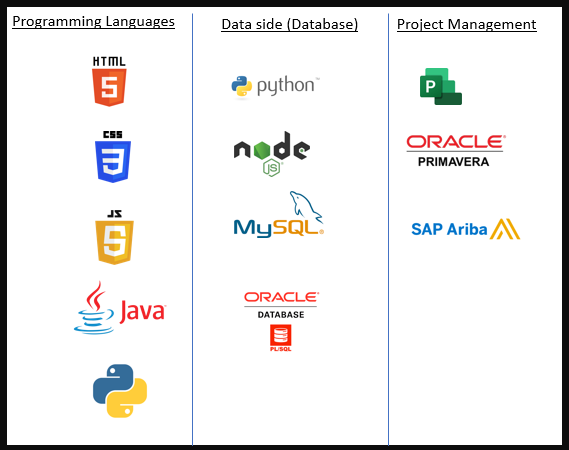 Programming Languages
HTML
5
CSS
3
JS
5
Java
Data side (Database)
python™
node
JS
MySQL®
ORACLE®
DATABASE
PL/SQL
Project Management
P
ORACLE®
PRIMAVERA
SAP Ariba